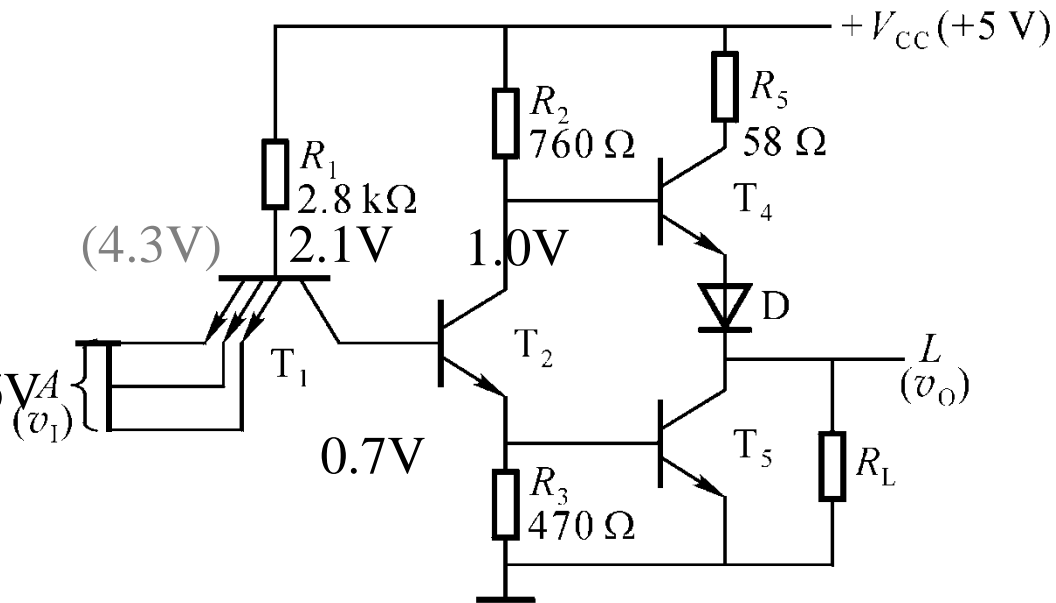 +V_CC (+5 V)
R_2
760 Ω
R_5
58 Ω
R_1
2.8 kΩ
T_4
(4.3V)
2.1V
1.0V
D
T_1
T_2
L
(v_O)
V A
(v_I)
0.7V
T_5
R_L
R_3
470 Ω